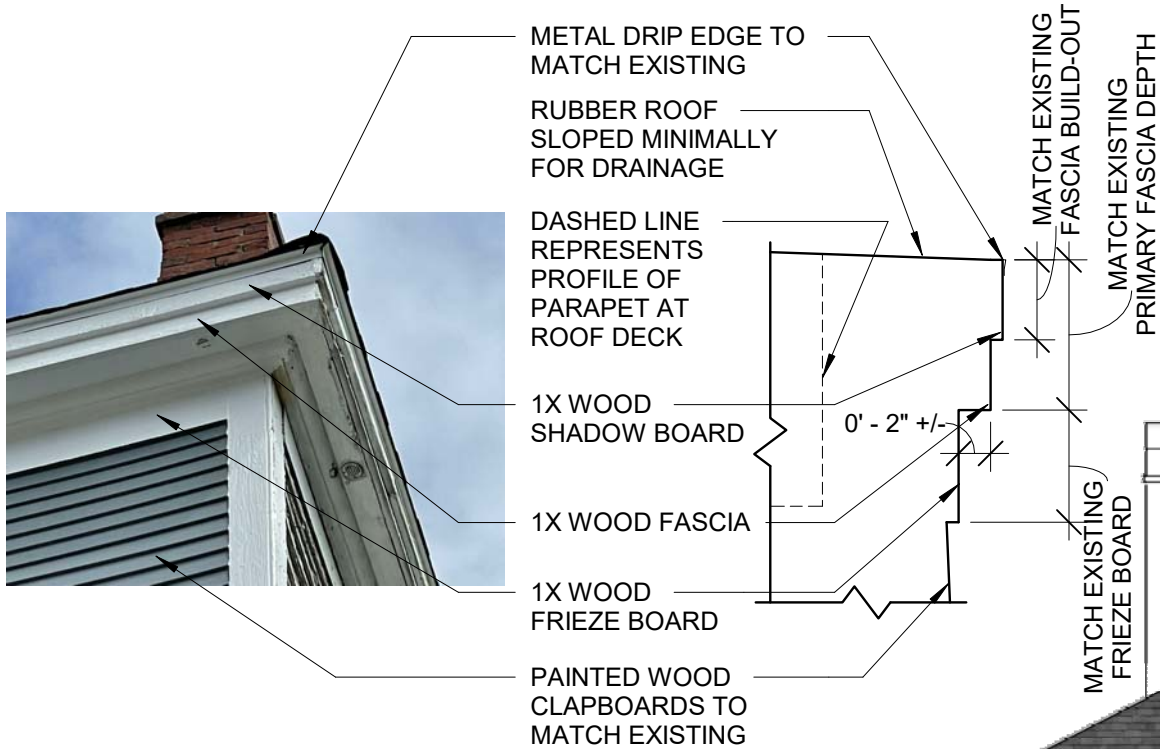 METAL DRIP EDGE TO
MATCH EXISTING
RUBBER ROOF
SLOPED MINIMALLY
FOR DRAINAGE
DASHED LINE
REPRESENTS
PROFILE OF
PARAPET AT
ROOF DECK
1X WOOD
SHADOW BOARD
1X WOOD FASCIA
1X WOOD
FRIEZE BOARD
PAINTED WOOD
CLAPBOARDS TO
MATCH EXISTING
0' - 2" +/-
MATCH EXISTING
FASCIA BUILD-OUT
MATCH EXISTING
PRIMARY FASCIA DEPTH
MATCH EXISTING
FRIEZE BOARD